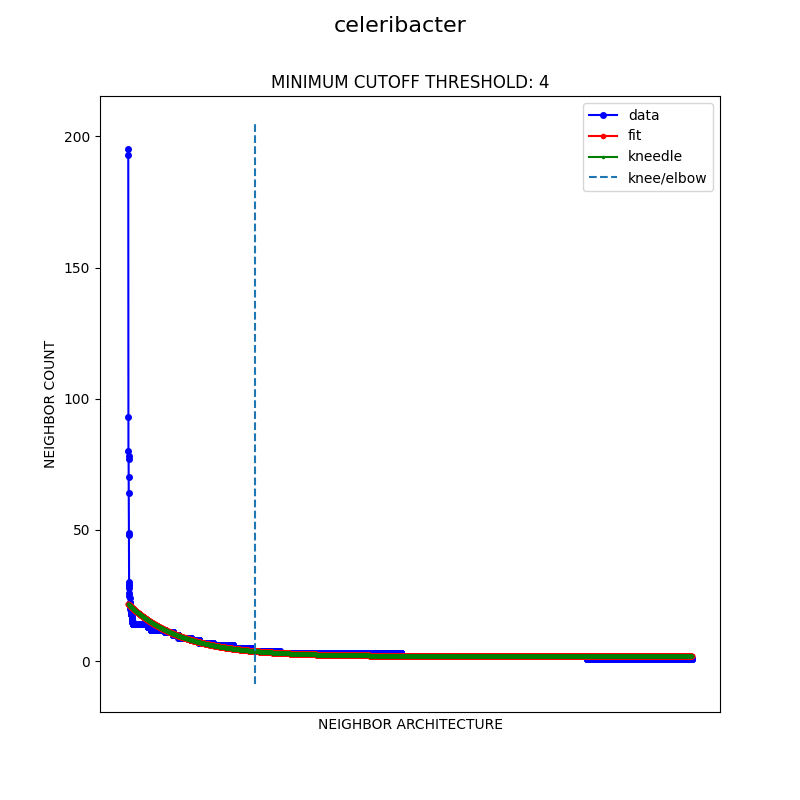 celeribacter
MINIMUM CUTOFF THRESHOLD: 4
data
fit
kneedle
knee/elbow
200
150
100
50
0
NEIGHBOR COUNT
NEIGHBOR ARCHITECTURE